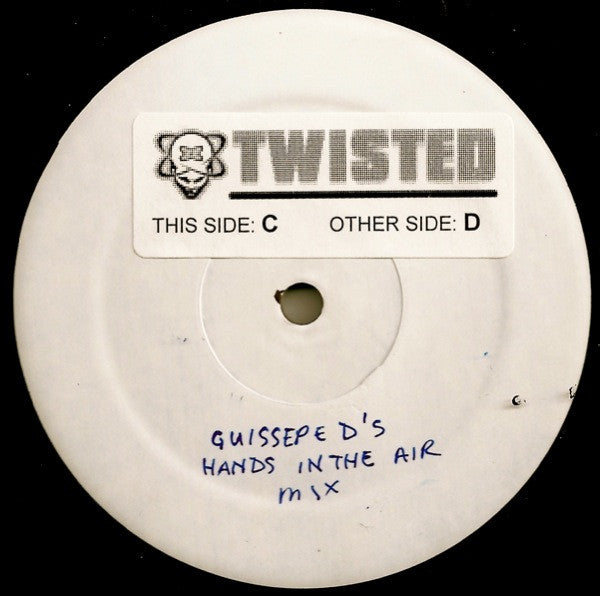 TWISTED
THIS SIDE: C OTHER SIDE: D
GUISSEPE D'S
HANDS IN THE AIR
MIX